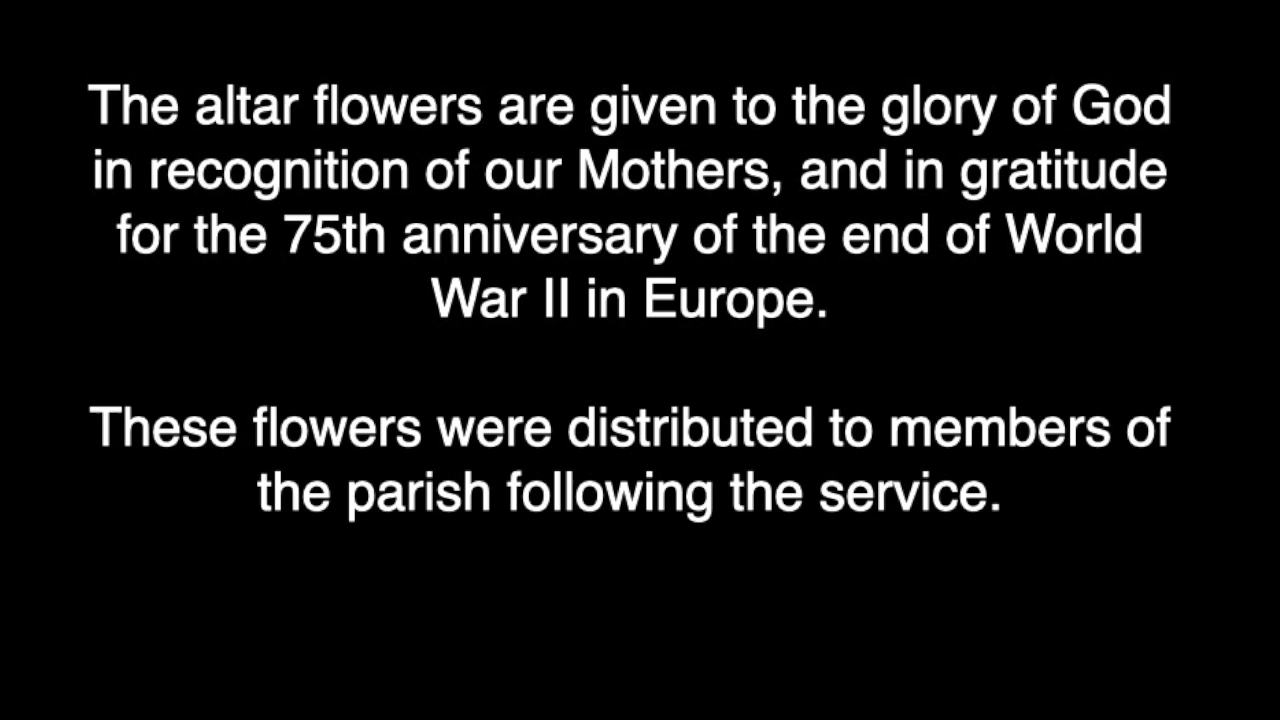 The altar flowers are given to the glory of God
in recognition of our Mothers, and in gratitude
for the 75th anniversary of the end of World
War II in Europe.
These flowers were distributed to members of
the parish following the service.